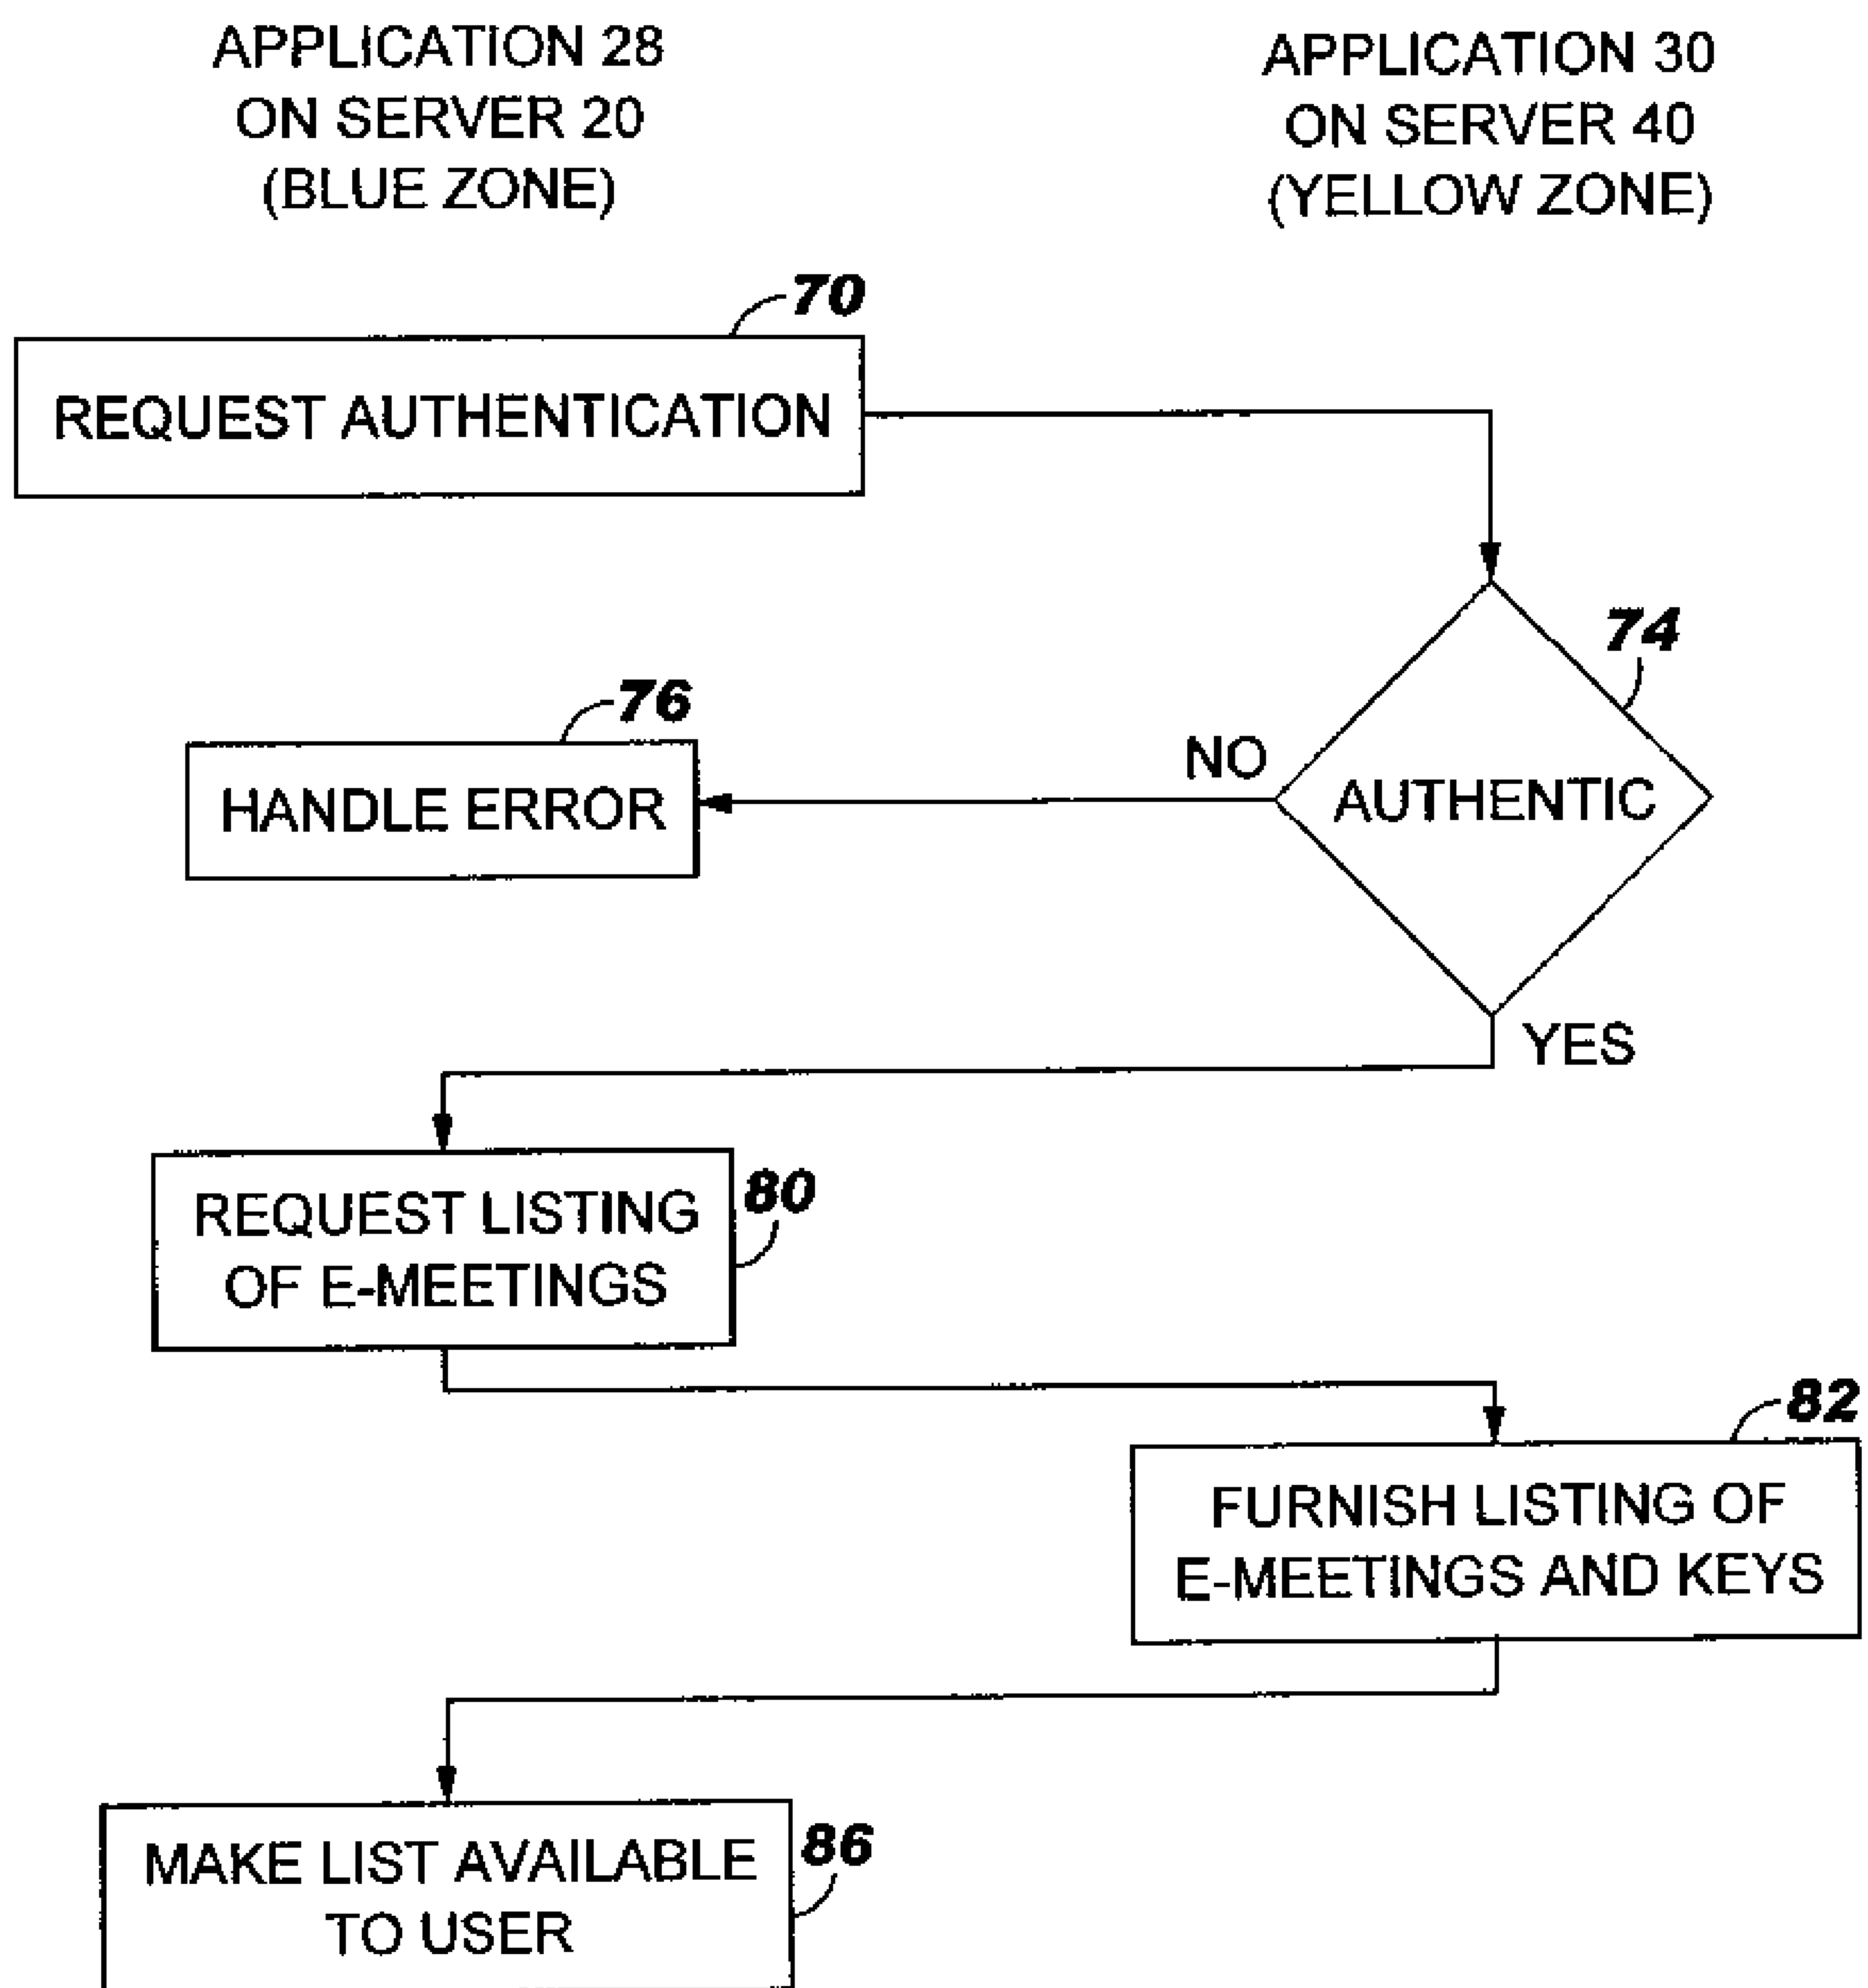 APPLICATION 28
ON SERVER 20
(BLUE ZONE)
APPLICATION 30
ON SERVER 40
(YELLOW ZONE)
70
REQUEST AUTHENTICATION
74
76
NO
HANDLE ERROR
AUTHENTIC
YES
80
REQUEST LISTING
OF E-MEETINGS
82
FURNISH LISTING OF
E-MEETINGS AND KEYS
86
MAKE LIST AVAILABLE
TO USER